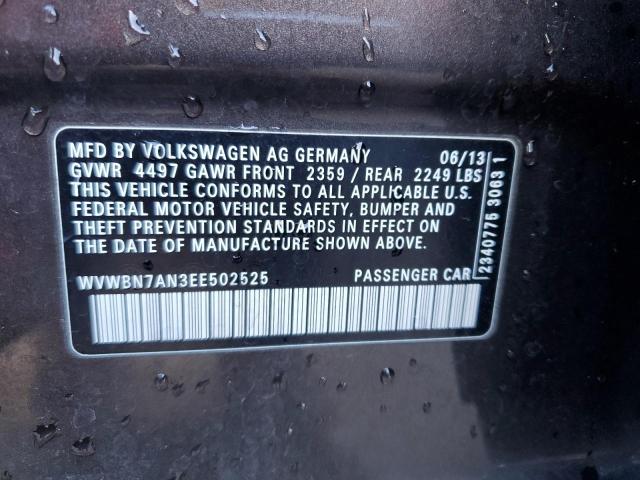 MFD BY VOLKSWAGEN AG GERMANY 06/13
GVWR 4497 GAWR FRONT 2359 / REAR 2249 LBS
THIS VEHICLE CONFORMS TO ALL APPLICABLE U.S.
FEDERAL MOTOR VEHICLE SAFETY, BUMPER AND
THEFT PREVENTION STANDARDS IN EFFECT ON
THE DATE OF MANUFACTURE SHOWN ABOVE.
WVWBN7AN3EE502525 PASSENGER CAR
2340775 3063 1